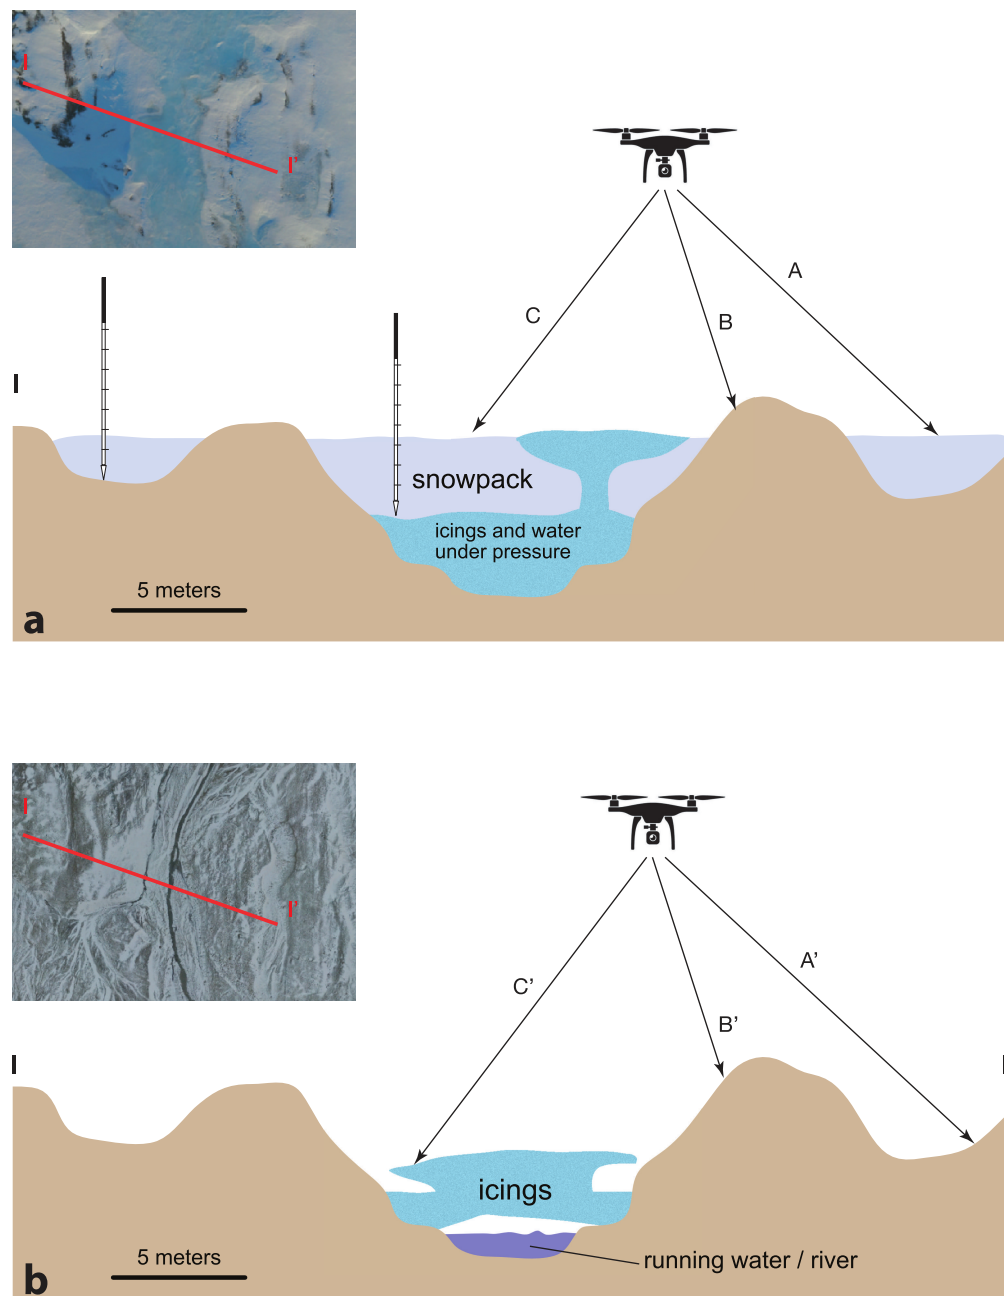 I
I'
A
B
C
I
snowpack
icings and water
under pressure
5 meters
a
I
I'
A'
B'
C'
I
I
icings
5 meters
running water / river
b